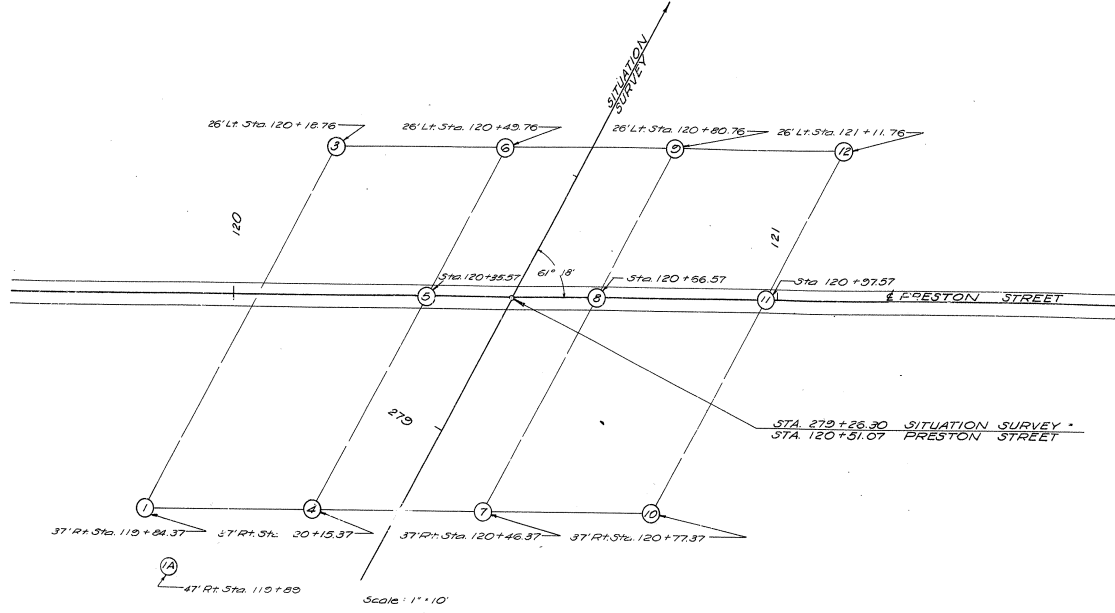 SITUATION
SURVEY
26' Lt. Sta. 120+18.76
26' Lt. Sta. 120+49.76
26' Lt. Sta. 120+80.76
26' Lt. Sta. 121+11.76
3
6
9
12
120
121
Sta. 120+35.57
61° 18'
Sta. 120+66.57
Sta 120+97.57
5
8
11
℄ PRESTON STREET
279
STA. 279+26.30 SITUATION SURVEY =
STA. 120+51.07 PRESTON STREET
1
4
7
10
37' Rt. Sta. 119+84.37
37' Rt. Sta. 120+46.37
37' Rt. Sta. 120+77.37
1A
47' Rt. Sta. 119+89
Scale: 1"=10'